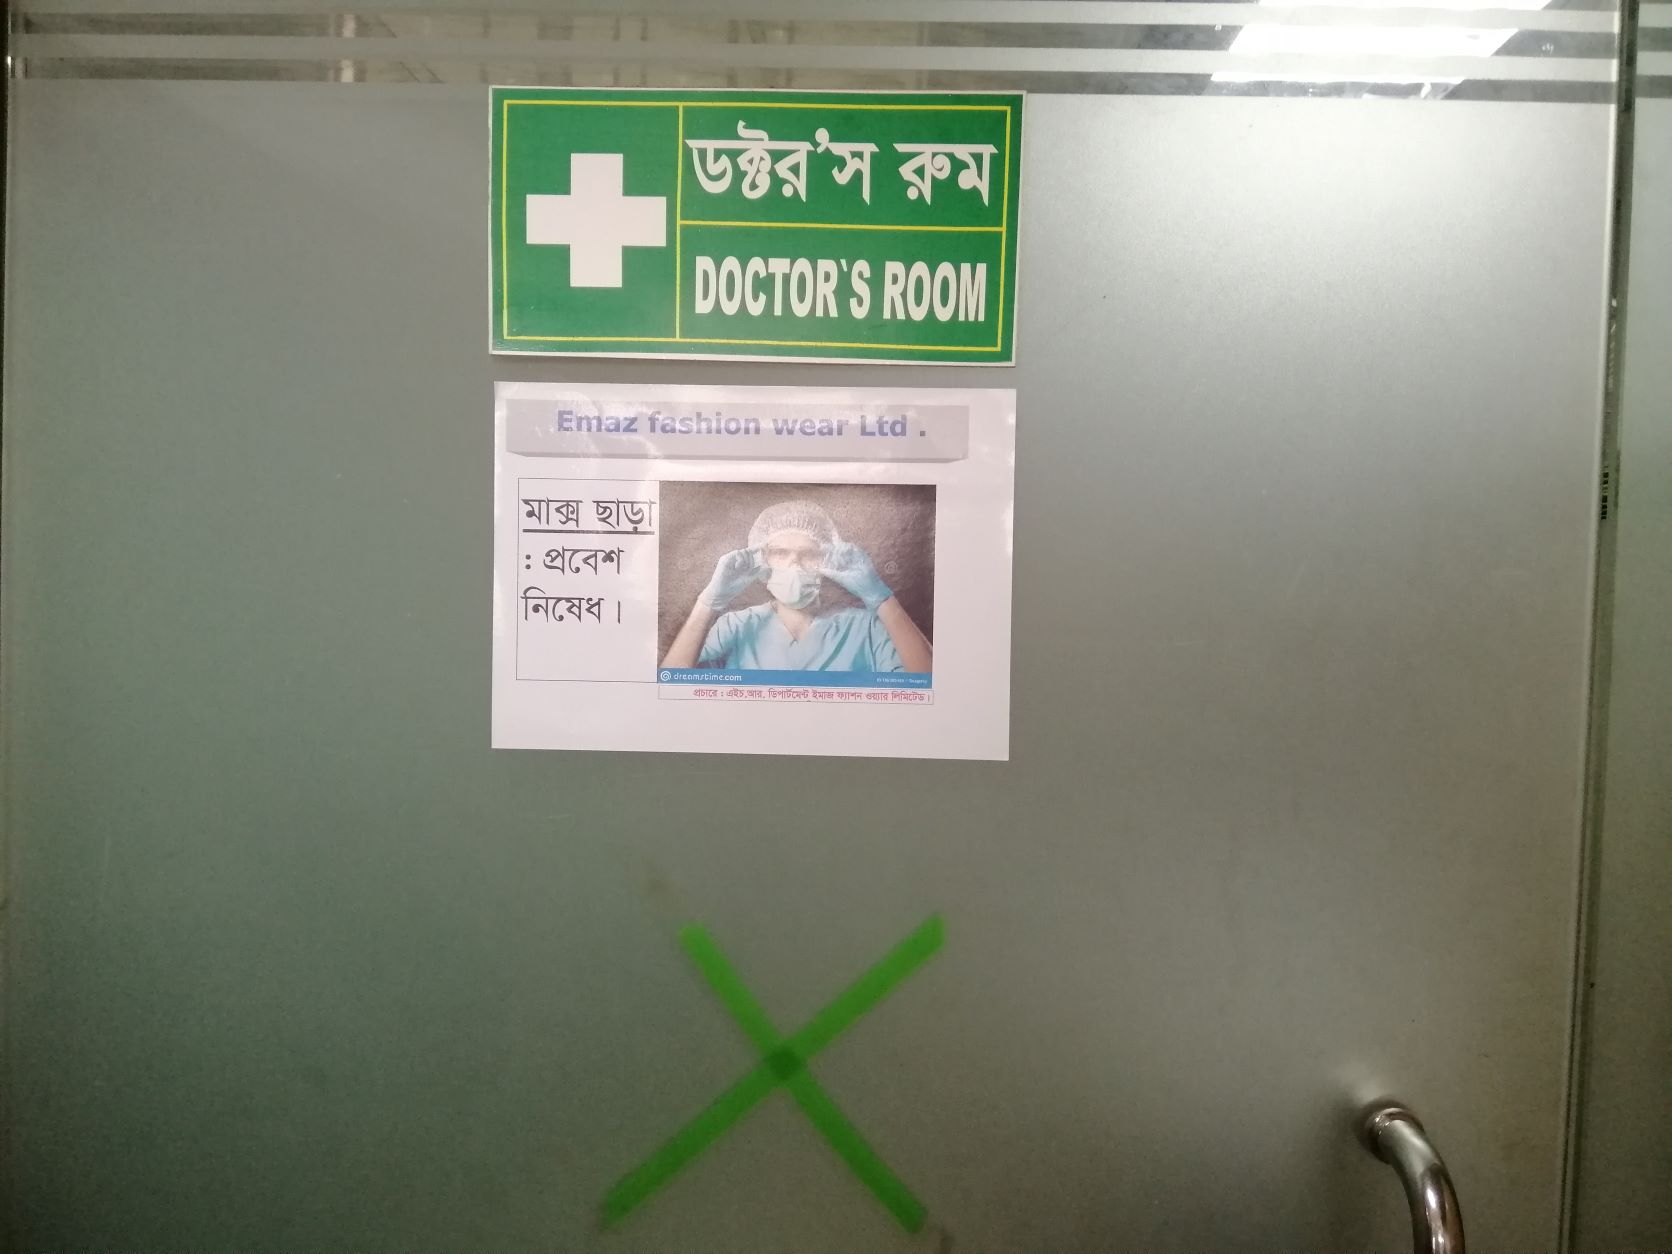 ডক্টর’স রুম
DOCTOR`S ROOM
Emaz fashion wear Ltd .
মাক্স ছাড়া
: প্রবেশ
নিষেধ।
dreamstime.com
প্রচারে : এইচ,আর, ডিপার্টমেন্ট ইমাজ ফ্যাশন ওয়্যার লিমিটেড।